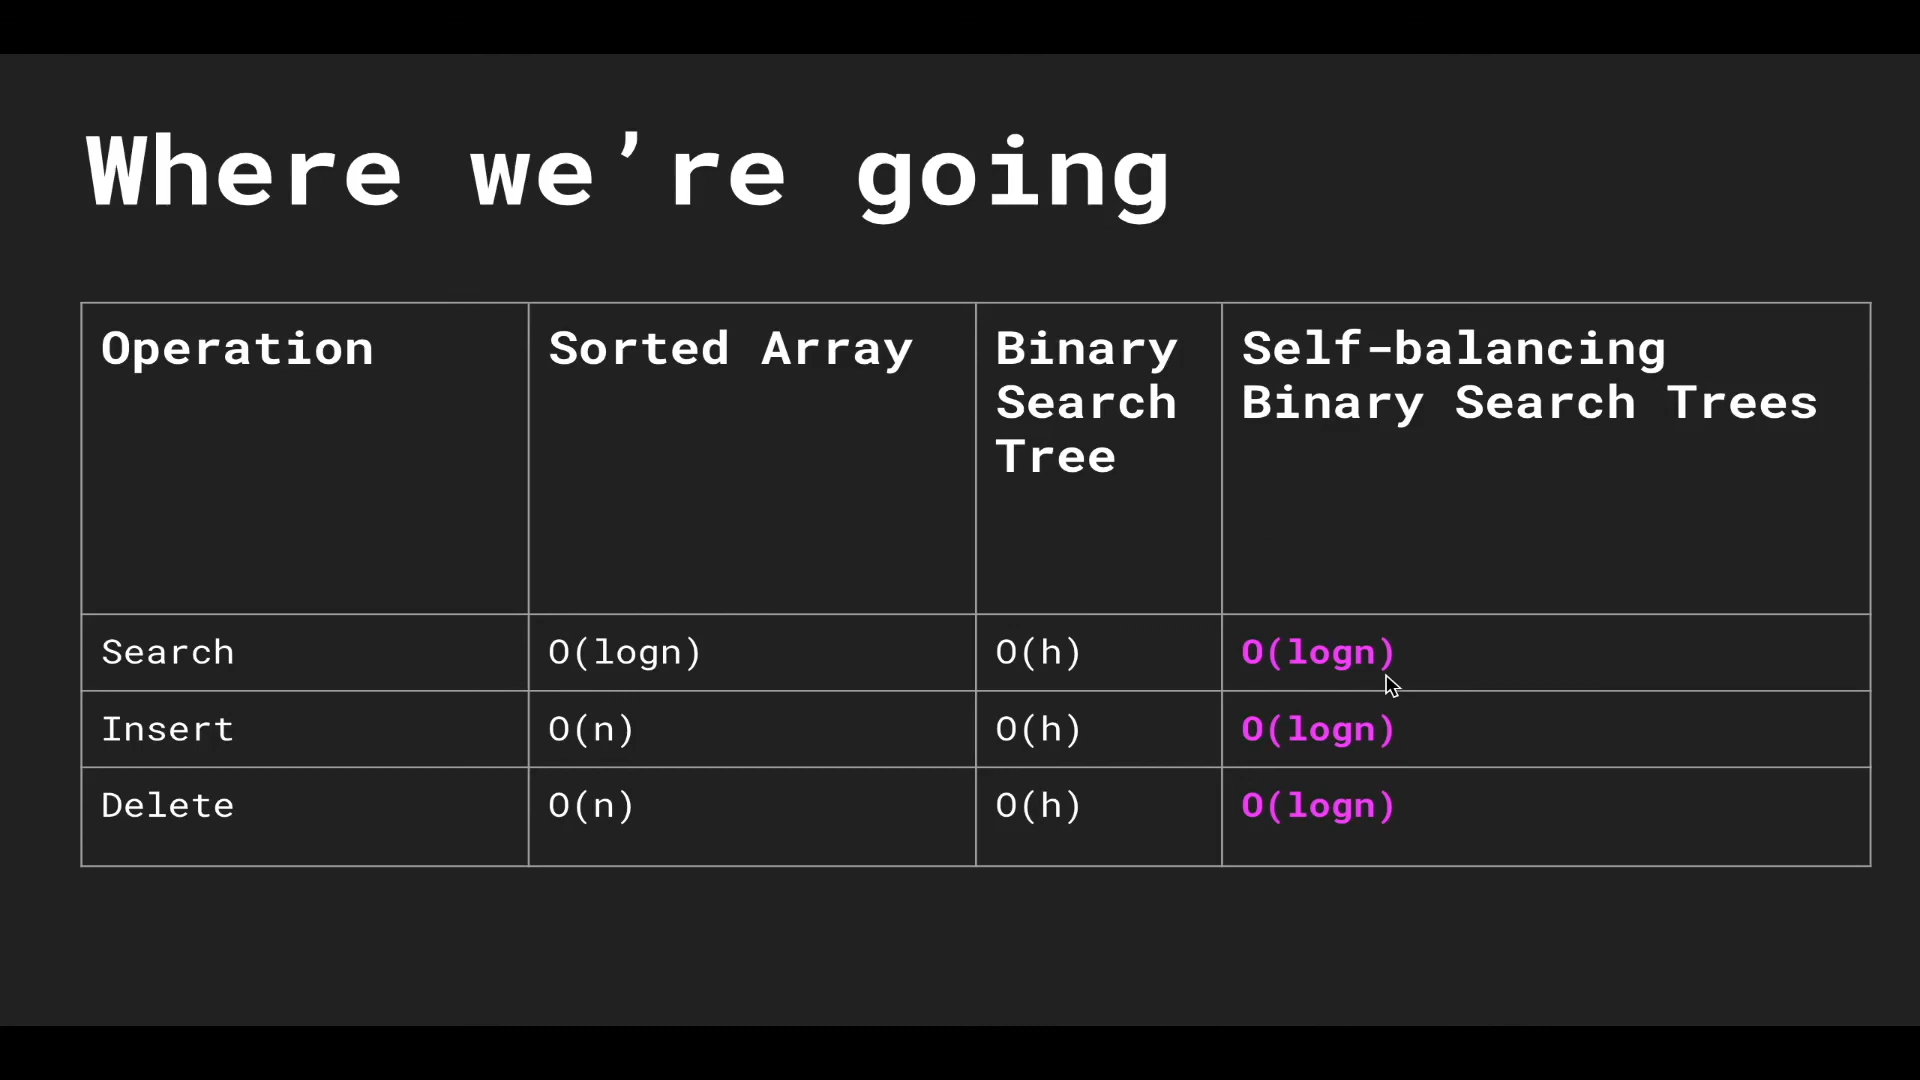 Where we’re going
Operation
Sorted Array
Binary
Search
Tree
Self-balancing
Binary Search Trees
Search
O(logn)
O(h)
O(logn)
Insert
O(n)
O(h)
O(logn)
Delete
O(n)
O(h)
O(logn)